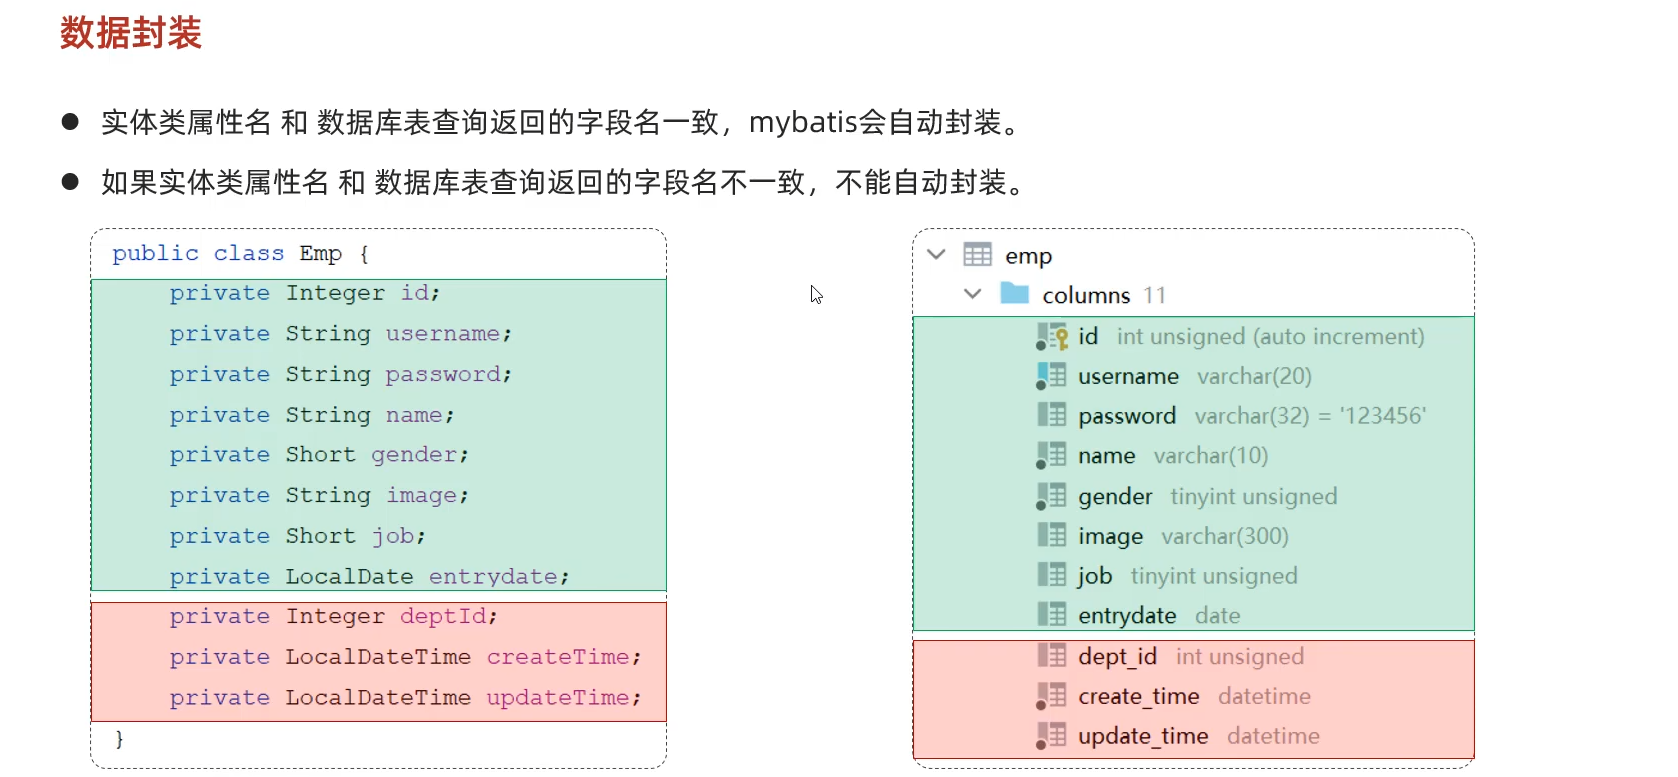 数据封装
● 实体类属性名 和 数据库表查询返回的字段名一致，mybatis会自动封装。
● 如果实体类属性名 和 数据库表查询返回的字段名不一致，不能自动封装。
public class Emp {
private Integer id;
private String username;
private String password;
private String name;
private Short gender;
private String image;
private Short job;
private LocalDate entrydate;
private Integer deptId;
private LocalDateTime createTime;
private LocalDateTime updateTime;
}
emp
columns 11
id int unsigned (auto increment)
username varchar(20)
password varchar(32) = '123456'
name varchar(10)
gender tinyint unsigned
image varchar(300)
job tinyint unsigned
entrydate date
dept_id int unsigned
create_time datetime
update_time datetime